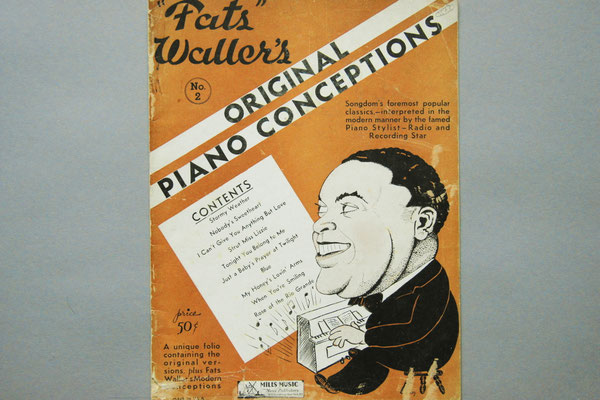 "Fats"
Waller's
No.
2
ORIGINAL
PIANO CONCEPTIONS
Songdom's foremost popular
classics—interpreted in the
modern manner by the famed
Piano Stylist—Radio and
Recording Star
CONTENTS
Stormy Weather
Nobody's Sweetheart
I Can't Give You Anything But Love
Strut Miss Lizzie
Tonight You Belong to Me
Just a Baby's Prayer at Twilight
Blue
My Honey's Lovin' Arms
When You're Smiling
Rose of the Rio Grande
price
50¢
A unique folio
containing the
original ver-
sions, plus Fats
Waller's Modern
conceptions
MILLS MUSIC
Music Publishers